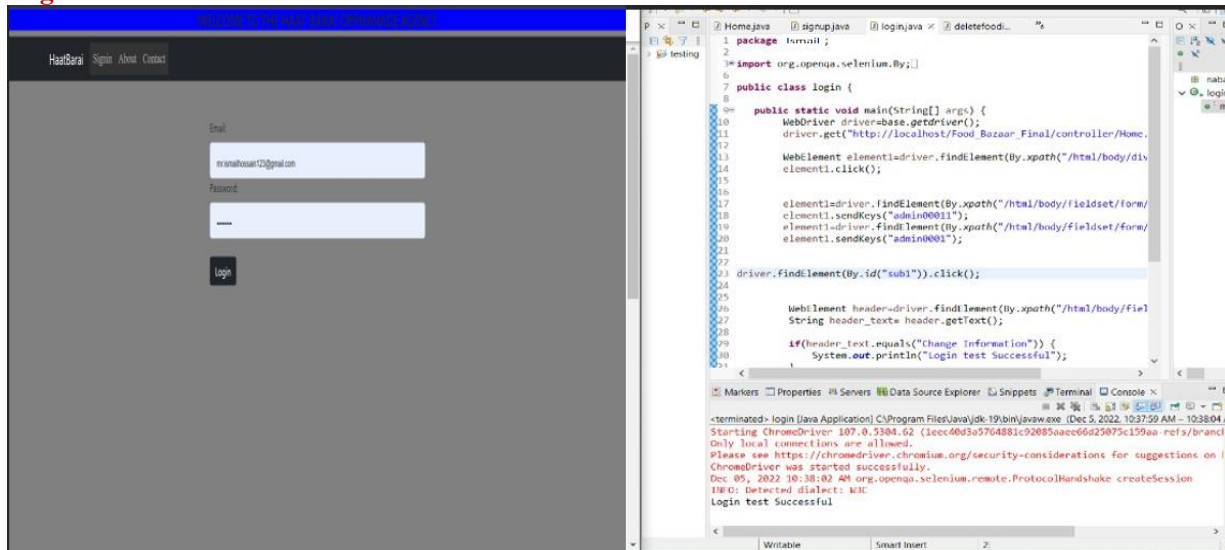 WELCOME TO THE HAAT BARAI ORPHANAGE AGENCY
HaatBarai Signin About Contact
Email:
mr.ismailhossain123@gmail.com
Password:
Login
Home.java signup.java login.java deletefoodi...
testing
1 package Ismail;
2
3 import org.openqa.selenium.By;
6
7 public class login {
8
9 public static void main(String[] args) {
10 WebDriver driver=base.getdriver();
11 driver.get("http://localhost/Food_Bazaar_Final/controller/Home.
12
13 WebElement element1=driver.findElement(By.xpath("/html/body/div
14 element1.click();
15
16
17 element1=driver.findElement(By.xpath("/html/body/fieldset/form/
18 element1.sendKeys("admin00011");
19 element1=driver.findElement(By.xpath("/html/body/fieldset/form/
20 element1.sendKeys("admin0001");
21
22
23 driver.findElement(By.id("sub1")).click();
24
25
26 WebElement header=driver.findElement(By.xpath("/html/body/fiel
27 String header_text= header.getText();
28
29 if(header_text.equals("Change Information")) {
30 System.out.println("Login test Successful");
31 }
naba
login
Markers Properties Servers Data Source Explorer Snippets Terminal Console
<terminated> login [Java Application] C:\Program Files\Java\jdk-19\bin\javaw.exe (Dec 5, 2022, 10:37:59 AM – 10:38:04
Starting ChromeDriver 107.0.5304.62 (1eec40d3a5764881c92085aaee66d25075c159aa-refs/branch
Only local connections are allowed.
Please see https://chromedriver.chromium.org/security-considerations for suggestions on
ChromeDriver was started successfully.
Dec 05, 2022 10:38:02 AM org.openqa.selenium.remote.ProtocolHandshake createSession
INFO: Detected dialect: W3C
Login test Successful
Writable Smart Insert